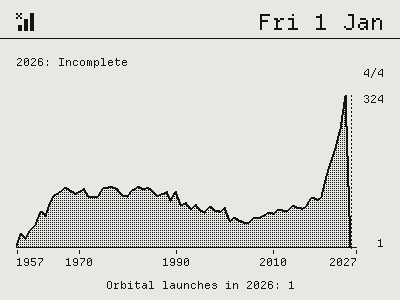 Fri 1 Jan
2026: Incomplete
4/4
324
1
1957 1970 1990 2010 2027
Orbital launches in 2026: 1